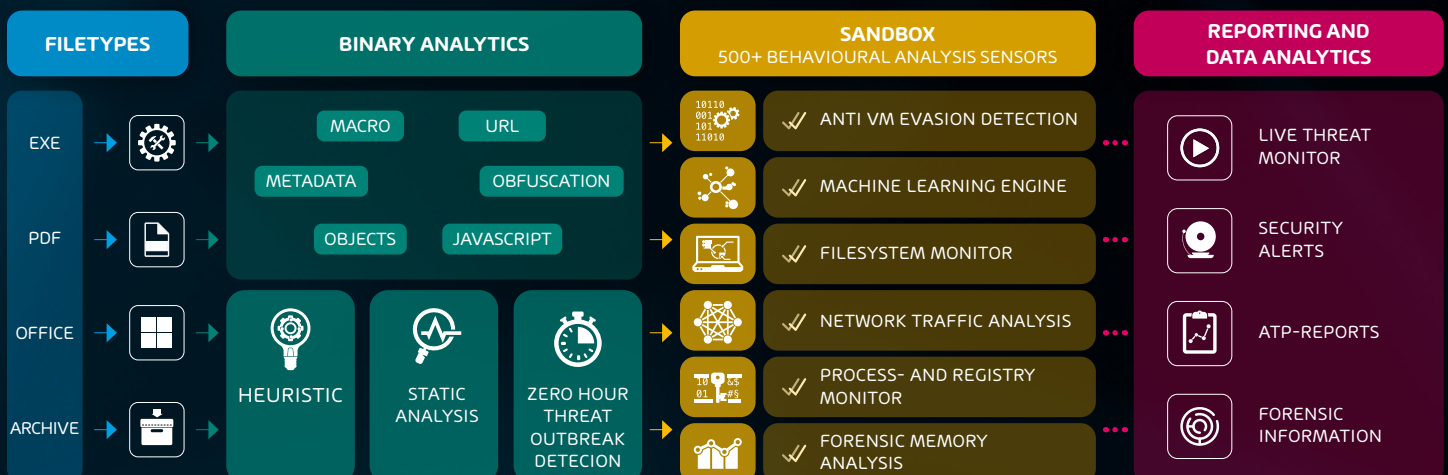 FILETYPES
EXE
PDF
OFFICE
ARCHIVE
BINARY ANALYTICS
MACRO
URL
METADATA
OBFUSCATION
OBJECTS
JAVASCRIPT
HEURISTIC
STATIC
ANALYSIS
ZERO HOUR
THREAT
OUTBREAK
DETECION
SANDBOX
500+ BEHAVIOURAL ANALYSIS SENSORS
10110
001
101
11010
ANTI VM EVASION DETECTION
MACHINE LEARNING ENGINE
FILESYSTEM MONITOR
NETWORK TRAFFIC ANALYSIS
10 &$
01 #§
PROCESS- AND REGISTRY
MONITOR
FORENSIC MEMORY
ANALYSIS
REPORTING AND
DATA ANALYTICS
LIVE THREAT
MONITOR
SECURITY
ALERTS
ATP-REPORTS
FORENSIC
INFORMATION